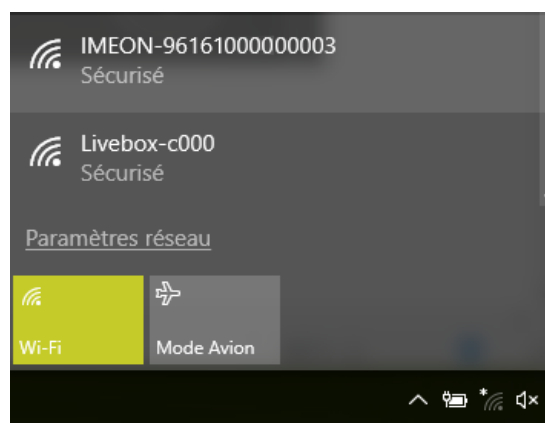 IMEON-96161000000003
Sécurisé
Livebox-c000
Sécurisé
Paramètres réseau
Wi-Fi
Mode Avion